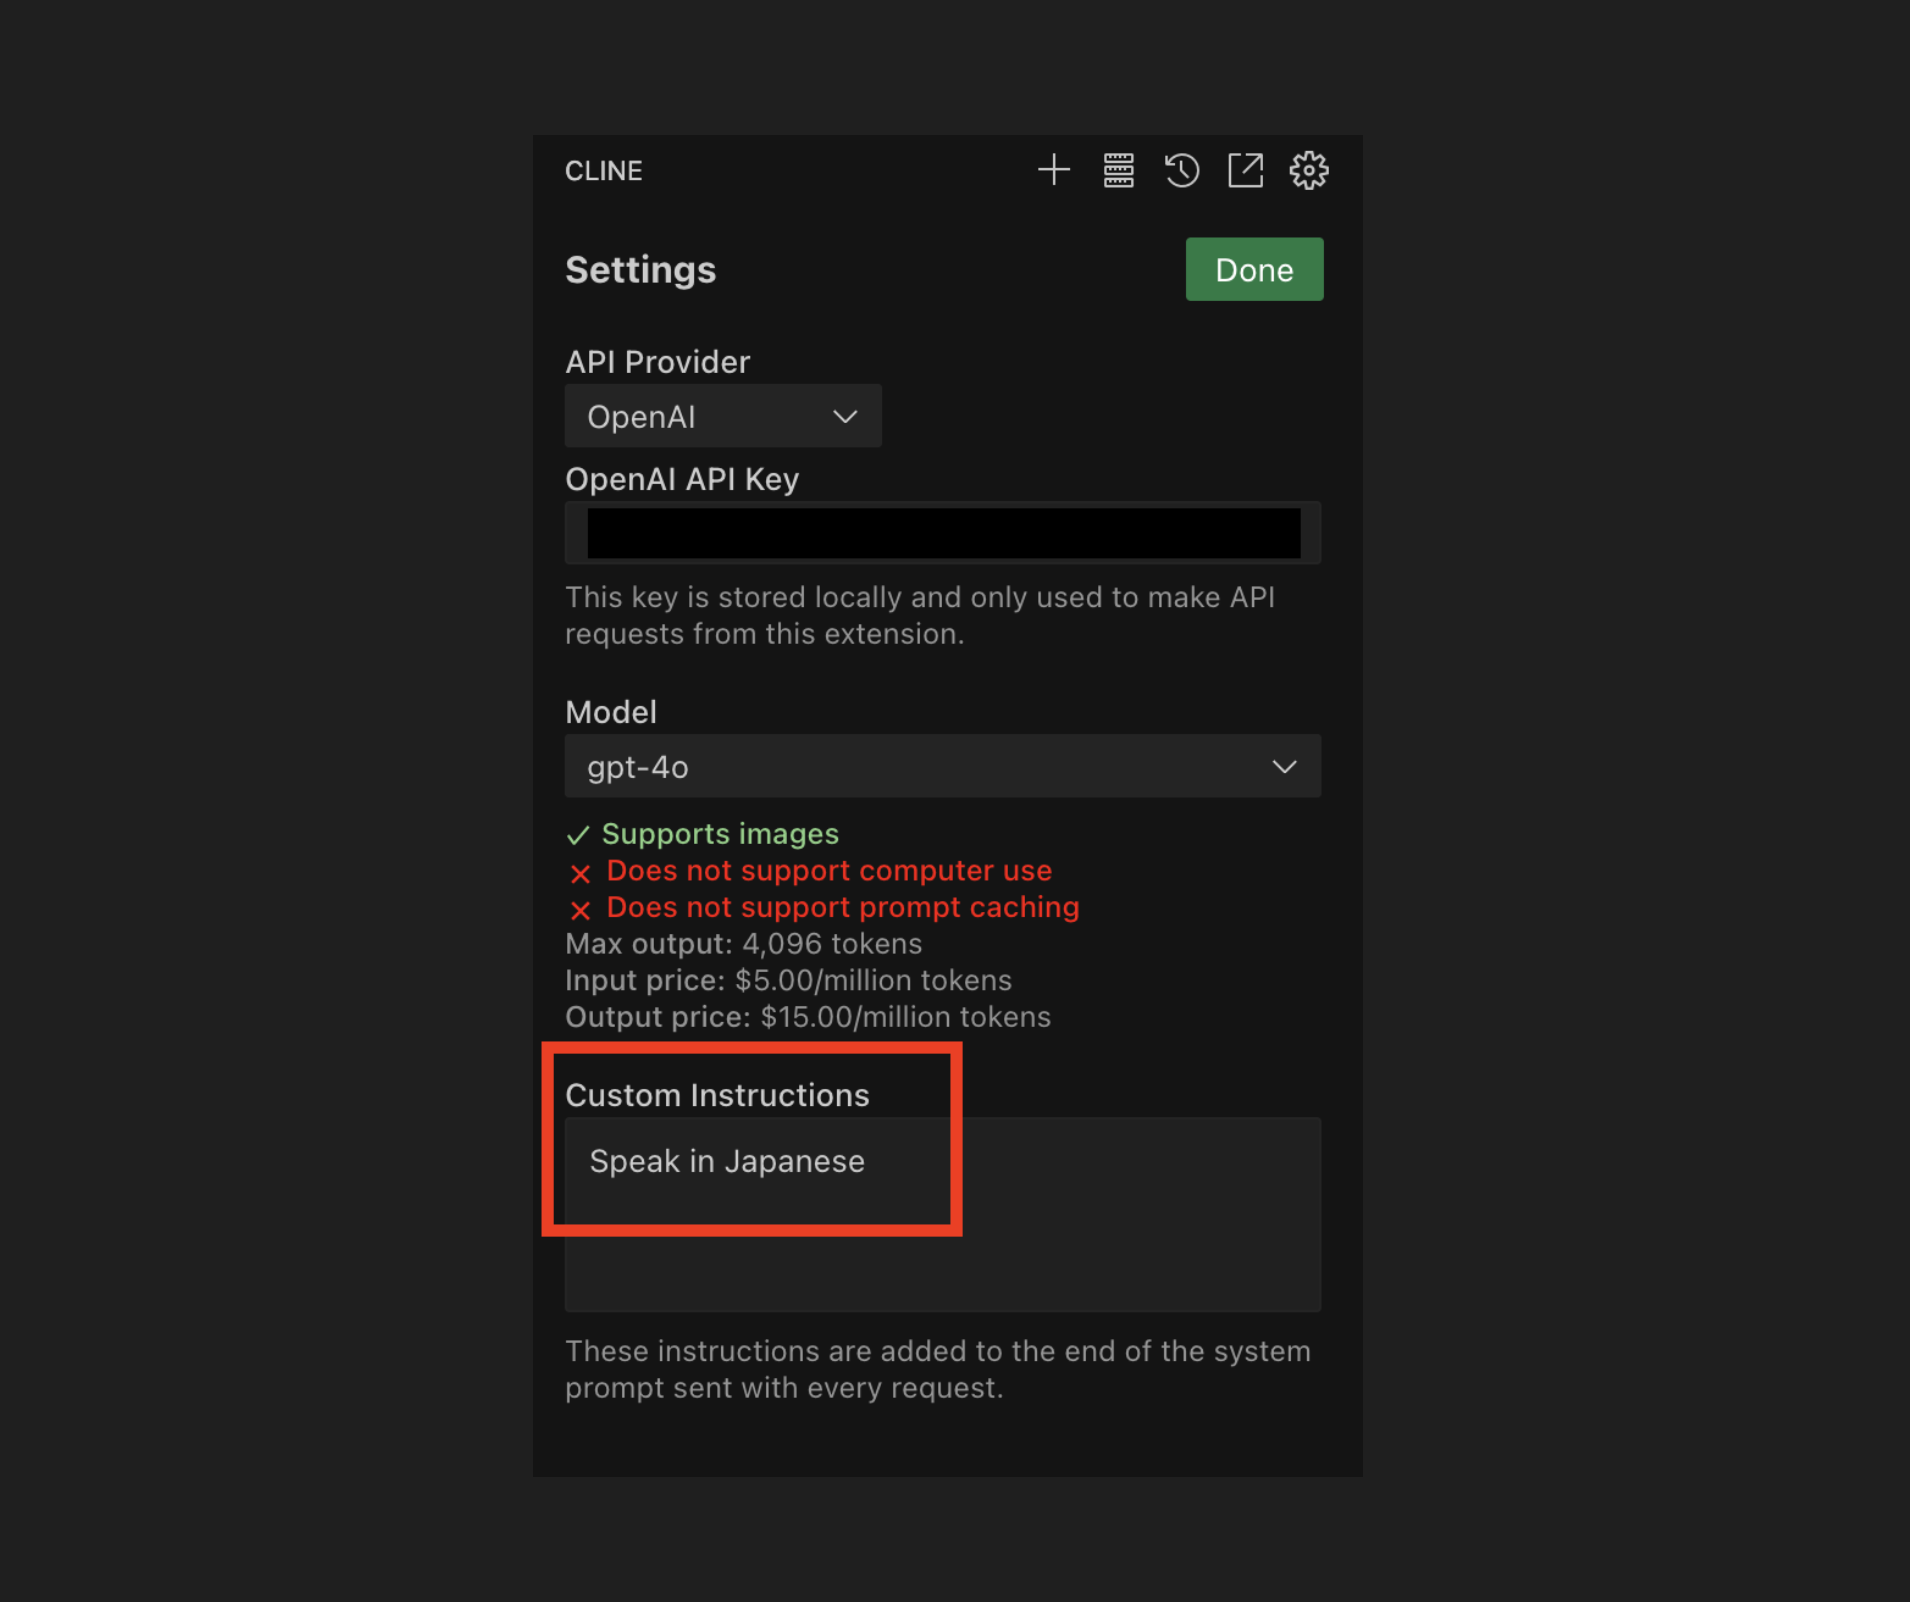 CLINE
Settings
Done
API Provider
OpenAI
OpenAI API Key
This key is stored locally and only used to make API
requests from this extension.
Model
gpt-4o
Supports images
Does not support computer use
Does not support prompt caching
Max output: 4,096 tokens
Input price: $5.00/million tokens
Output price: $15.00/million tokens
Custom Instructions
Speak in Japanese
These instructions are added to the end of the system
prompt sent with every request.